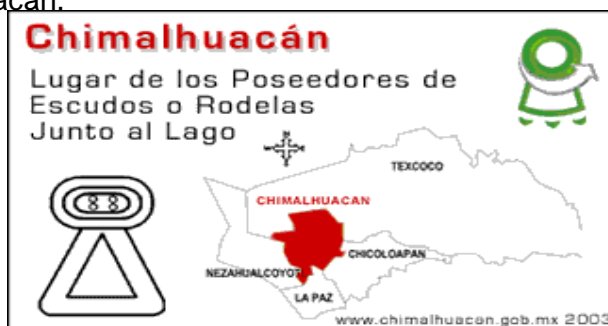 acán.
Chimalhuacán
Lugar de los Poseedores de
Escudos o Rodelas
Junto al Lago
TEXCOCO
CHIMALHUACAN
CHICOLOAPAN
NEZAHUALCOYOTL
LA PAZ
www.chimalhuacan.gob.mx 2003